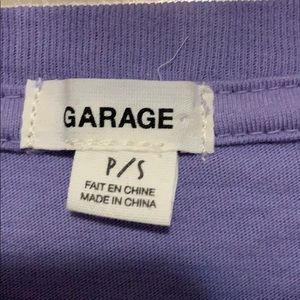 GARAGE
P/S
FAIT EN CHINE
MADE IN CHINA